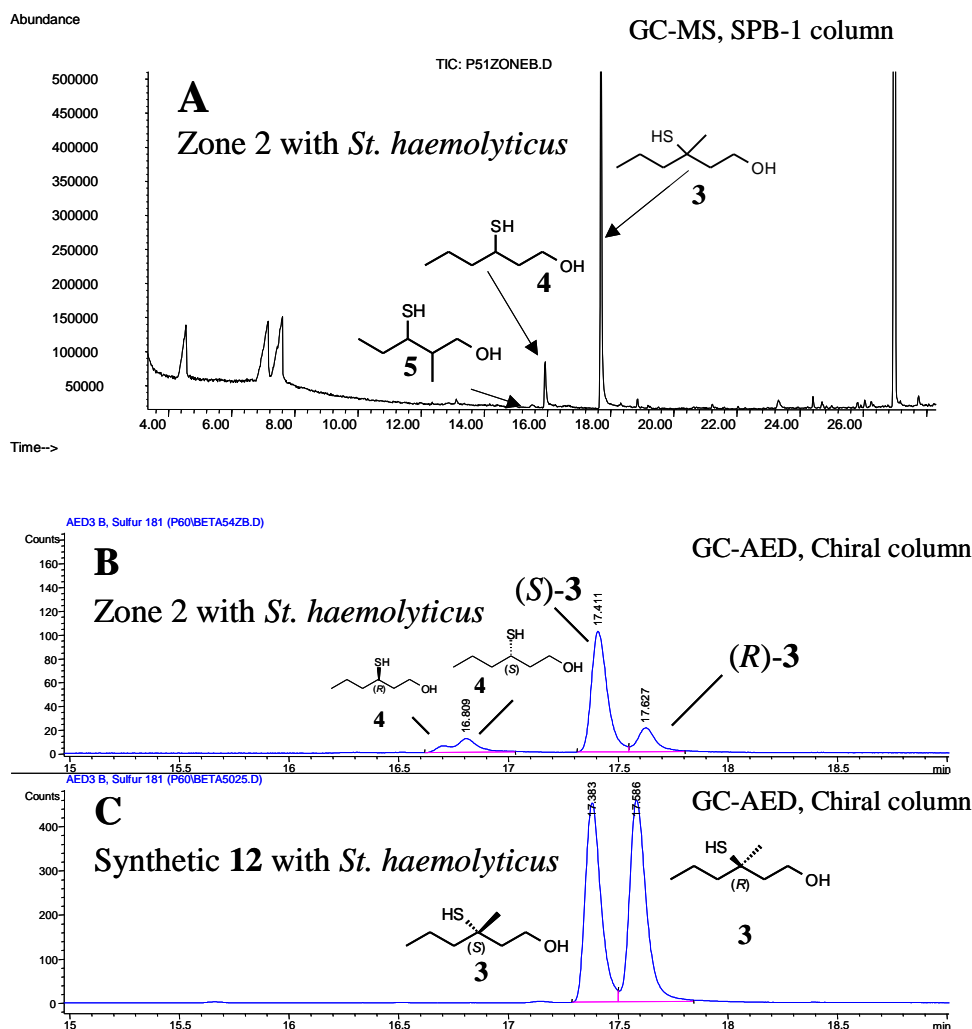 Abundance
GC-MS, SPB-1 column
TIC: P51ZONEB.D
A
Zone 2 with St. haemolyticus
500000
450000
400000
350000
300000
250000
200000
150000
100000
50000
HS
OH
3
SH
OH
4
SH
OH
5
4.00 6.00 8.00 10.00 12.00 14.00 16.00 18.00 20.00 22.00 24.00 26.00
Time-->
AED3 B, Sulfur 181 (P60\BETA54ZB.D)
Counts
GC-AED, Chiral column
B
Zone 2 with St. haemolyticus
160
140
120
100
80
60
40
20
0
(S)-3
17.411
(R)-3
17.627
SH
(R)
OH
4
SH
(S)
OH
4
16.809
15 15.5 16 16.5 17 17.5 18 18.5 min
AED3 B, Sulfur 181 (P60\BETA5025.D)
Counts
GC-AED, Chiral column
C
Synthetic 12 with St. haemolyticus
400
300
200
100
0
17.383
17.586
HS
(S)
OH
3
HS
(R)
OH
3
15 15.5 16 16.5 17 17.5 18 18.5 min